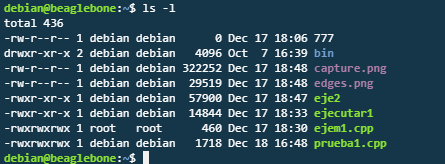 debian@beaglebone:~$ ls -l
total 436
-rw-r--r-- 1 debian debian      0 Dec 17 18:06 777
drwxr-xr-x 2 debian debian   4096 Oct  7 16:39 bin
-rw-r--r-- 1 debian debian 322252 Dec 17 18:48 capture.png
-rw-r--r-- 1 debian debian  29519 Dec 17 18:48 edges.png
-rwxr-xr-x 1 debian debian  57900 Dec 17 18:47 eje2
-rwxr-xr-x 1 debian debian  14844 Dec 17 18:33 ejecutar1
-rwxrwxrwx 1 root   root      460 Dec 17 18:30 ejem1.cpp
-rwxrwxrwx 1 debian debian   1718 Dec 18 16:48 prueba1.cpp
debian@beaglebone:~$